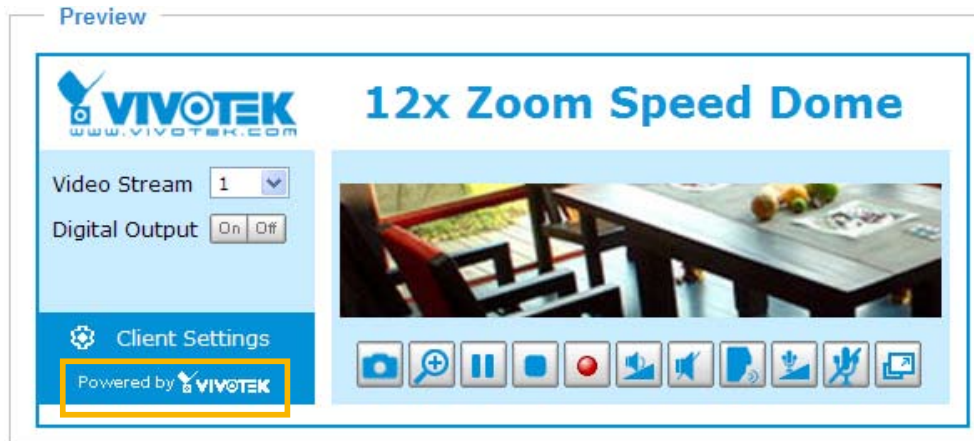 Preview
VIVOTEK
www.vivotek.com
12x Zoom Speed Dome
Video Stream 1
Digital Output On Off
Client Settings
Powered by VIVOTEK